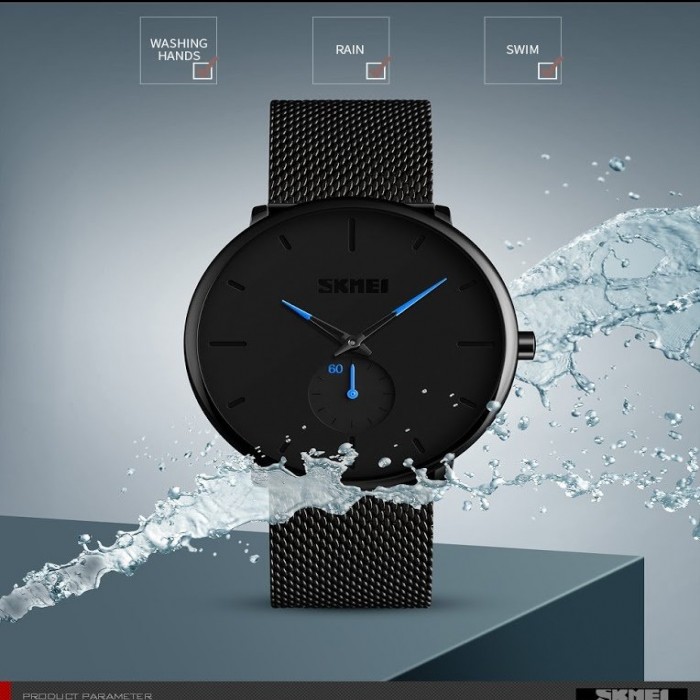 WASHING
HANDS
RAIN
SWIM
SKMEI
60
PRODUCT PARAMETER
SKMEI